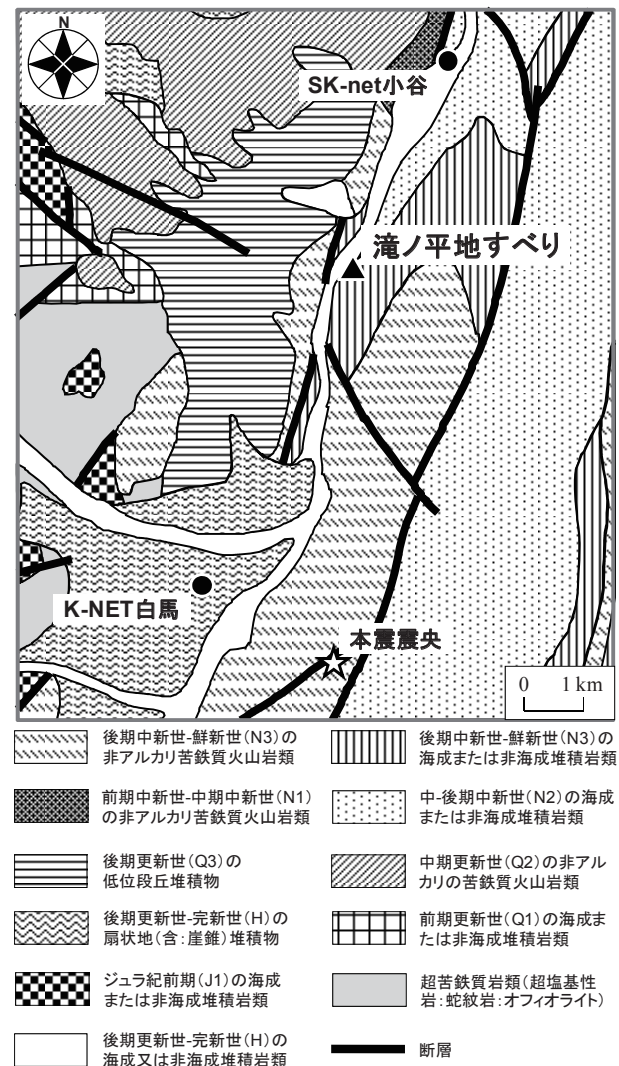 N
SK-net小谷
滝ノ平地すべり
K-NET白馬
本震震央
0 1 km
後期中新世-鮮新世(N3)の
非アルカリ苦鉄質火山岩類
後期中新世-鮮新世(N3)の
海成または非海成堆積岩類
前期中新世-中期中新世(N1)
の非アルカリ苦鉄質火山岩類
中-後期中新世(N2)の海成
または非海成堆積岩類
後期更新世(Q3)の
低位段丘堆積物
中期更新世(Q2)の非アル
カリの苦鉄質火山岩類
後期更新世-完新世(H)の
扇状地(含:崖錐)堆積物
前期更新世(Q1)の海成ま
たは非海成堆積岩類
ジュラ紀前期(J1)の海成
または非海成堆積岩類
超苦鉄質岩類(超塩基性
岩:蛇紋岩:オフィオライト)
後期更新世-完新世(H)の
海成又は非海成堆積岩類
断層